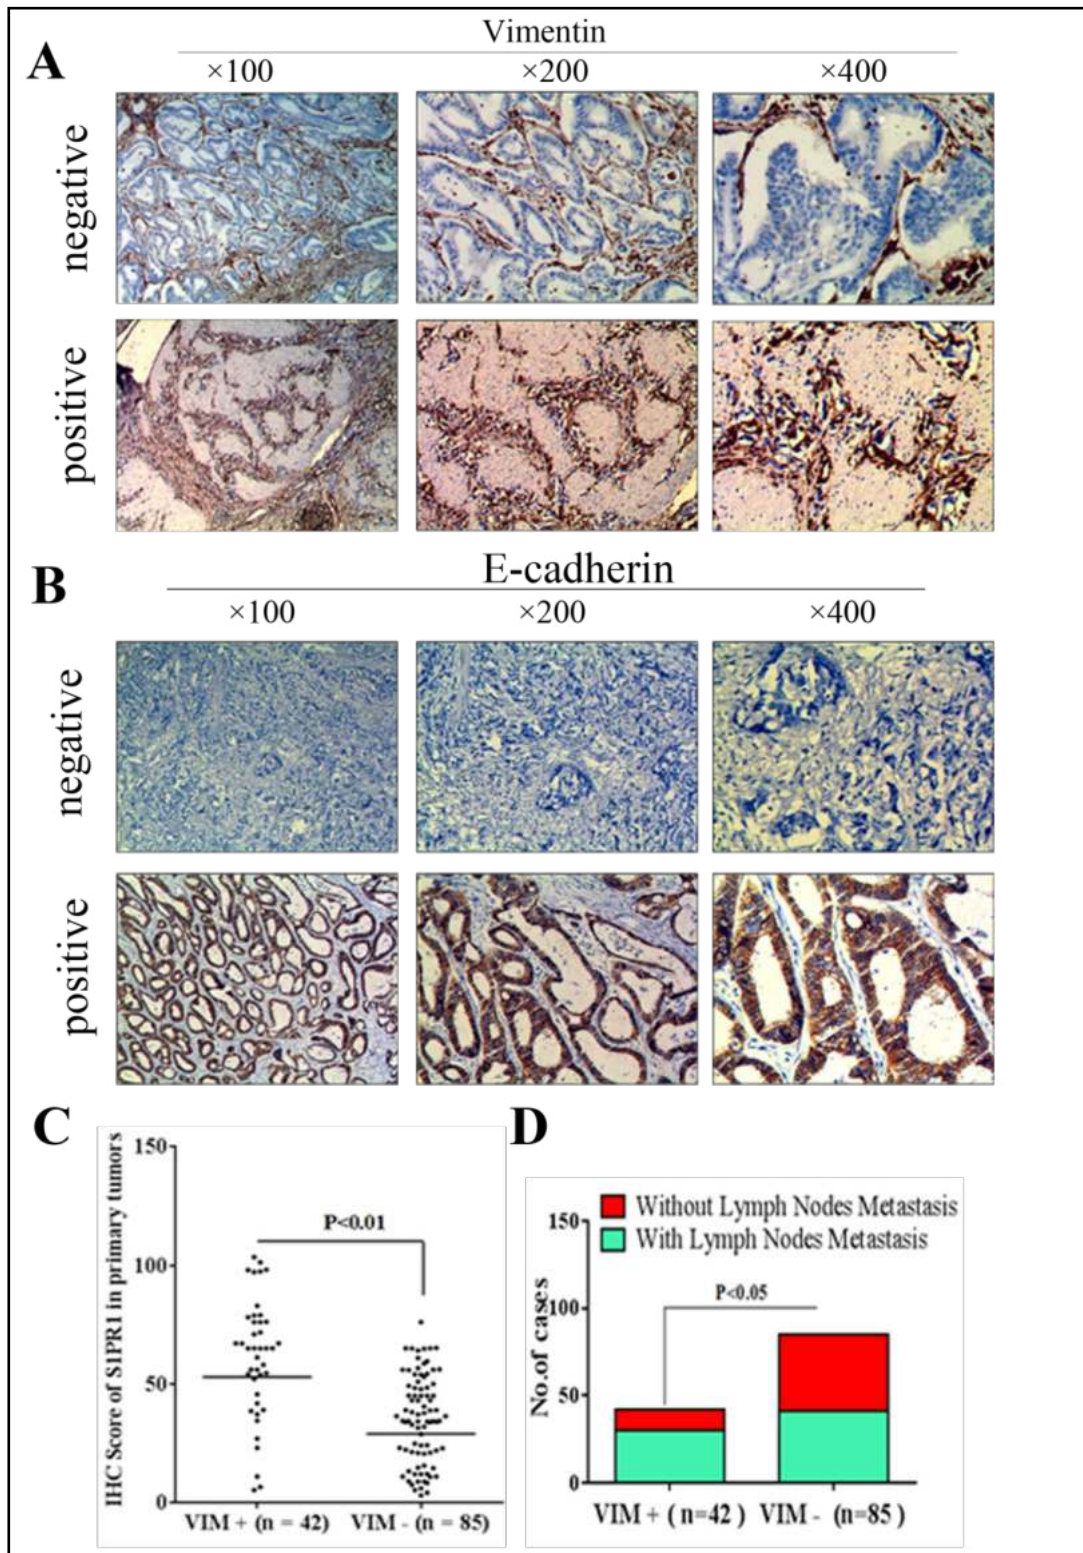 Vimentin
A
×100 ×200 ×400
negative
positive
E-cadherin
B
×100 ×200 ×400
negative
positive
C
IHC Score of S1PR1 in primary tumors
150
100
50
0
P<0.01
VIM + (n = 42) VIM - (n = 85)
D
Without Lymph Nodes Metastasis
With Lymph Nodes Metastasis
No.of cases
150
100
50
0
P<0.05
VIM + ( n=42 ) VIM - (n=85 )